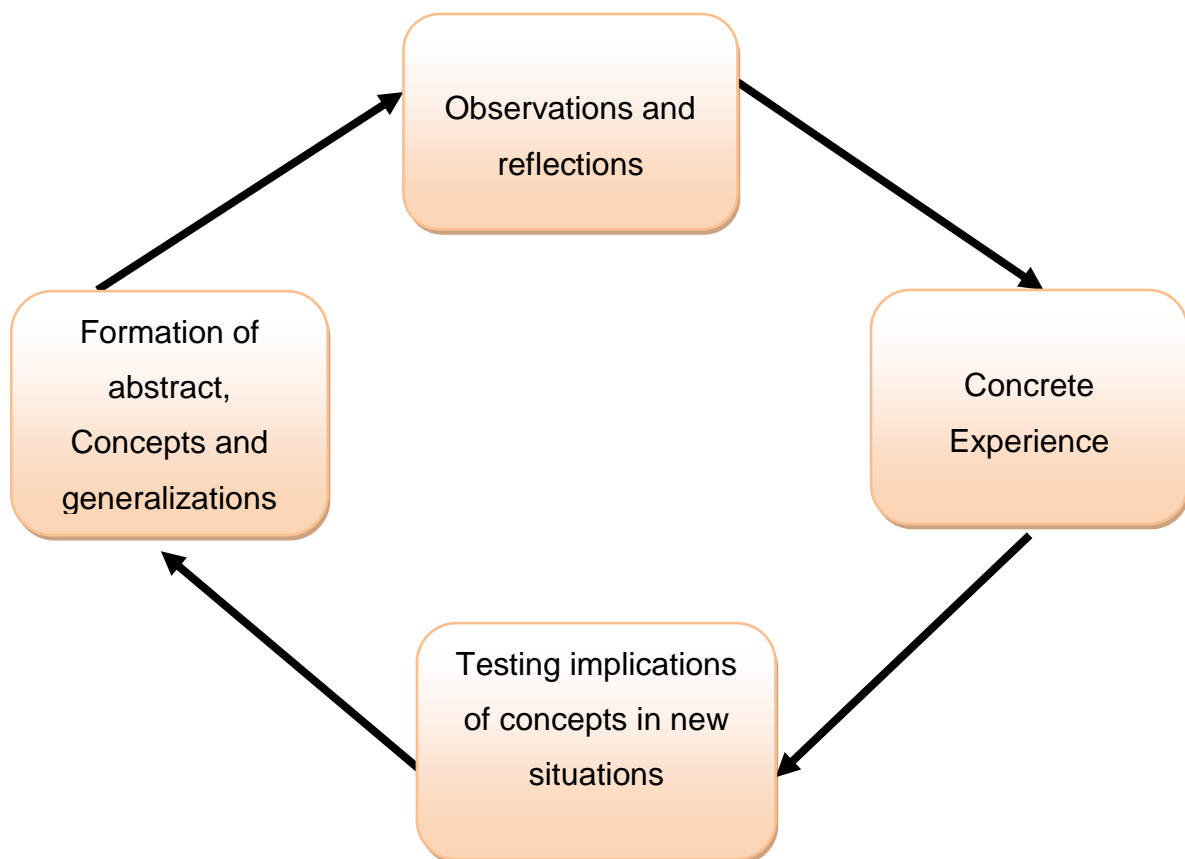 Observations and
reflections
Formation of
abstract,
Concepts and
generalizations
Concrete
Experience
Testing implications
of concepts in new
situations